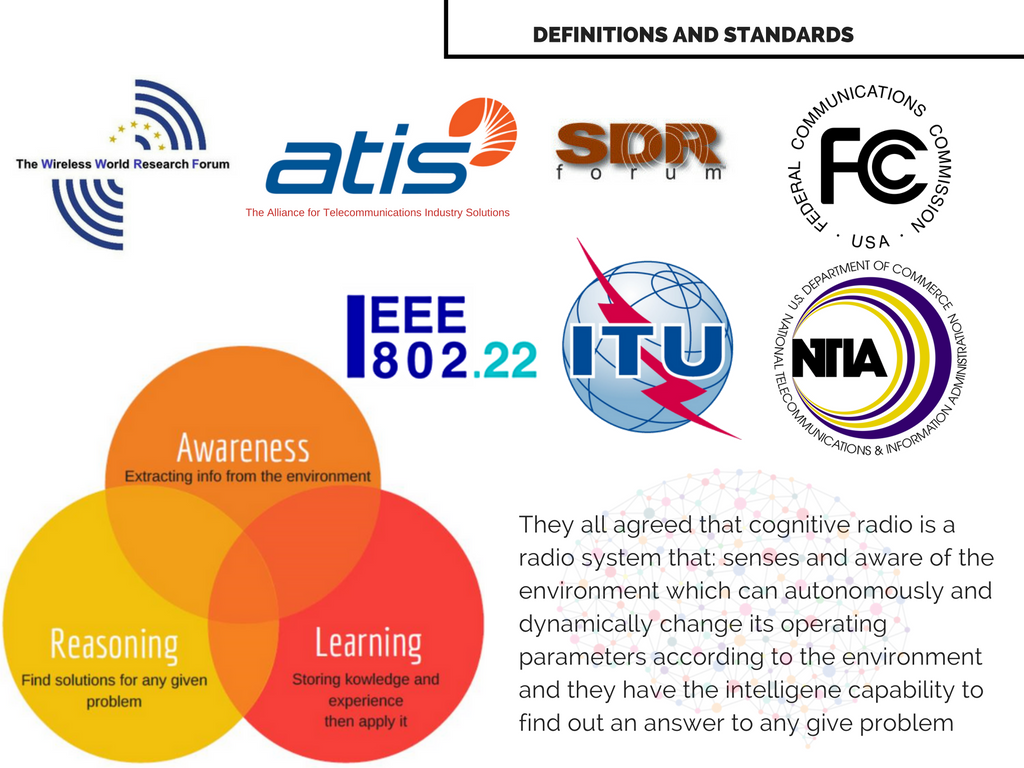 DEFINITIONS AND STANDARDS
The Wireless World Research Forum
atis
The Alliance for Telecommunications Industry Solutions
SDR
forum
FEDERAL COMMUNICATIONS COMMISSION · USA ·
FCC
IEEE
802.22
ITU
NATIONAL TELECOMMUNICATIONS & INFORMATION ADMINISTRATION
U.S. DEPARTMENT OF COMMERCE
NTIA
Awareness
Extracting info from the environment
Reasoning
Find solutions for any given
problem
Learning
Storing kowledge and
experience
then apply it
They all agreed that cognitive radio is a
radio system that: senses and aware of the
environment which can autonomously and
dynamically change its operating
parameters according to the environment
and they have the intelligene capability to
find out an answer to any give problem